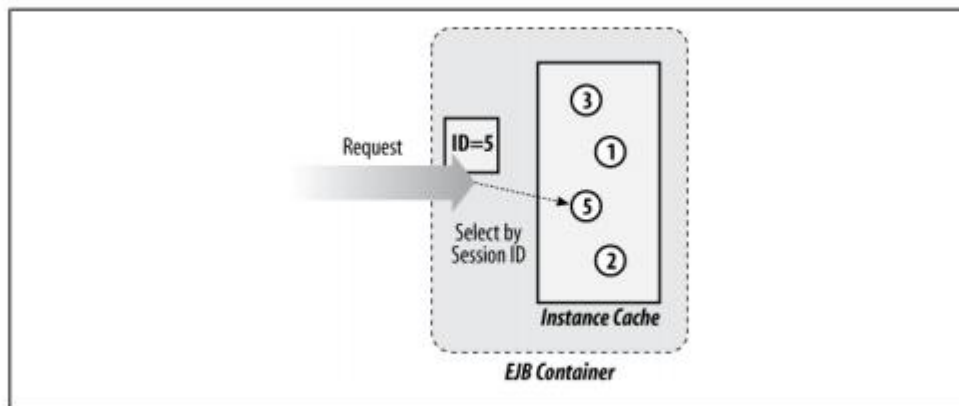 3
ID=5
Request
1
5
Select by
Session ID
2
Instance Cache
EJB Container